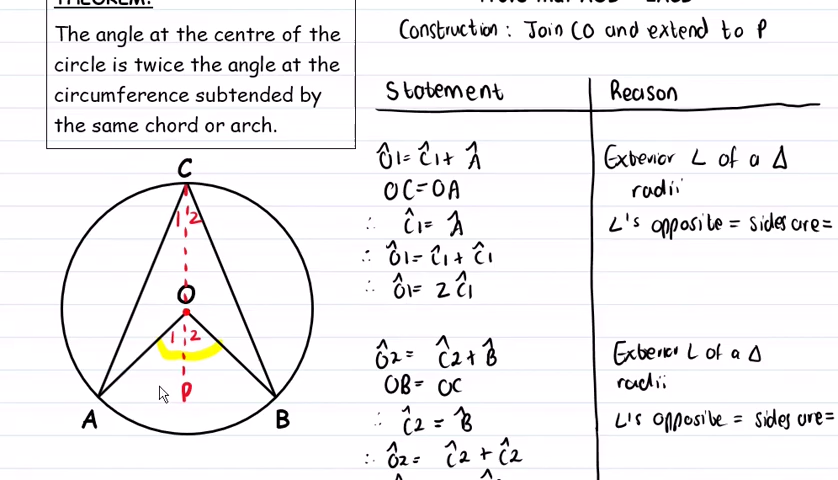 THEOREM:
The angle at the centre of the
circle is twice the angle at the
circumference subtended by
the same chord or arch.
Construction: Join CO and extend to P
Statement
Reason
Ô1 = Ĉ1 + Â
Exterior ∠ of a Δ
OC = OA
radii
∴ Ĉ1 = Â
∠'s opposite = sides are =
∴ Ô1 = Ĉ1 + Ĉ1
∴ Ô1 = 2Ĉ1
Ô2 = Ĉ2 + B̂
Exterior ∠ of a Δ
OB = OC
radii
∴ Ĉ2 = B̂
∠'s opposite = sides are =
∴ Ô2 = Ĉ2 + Ĉ2
C
1 2
O
1 2
P
A
B